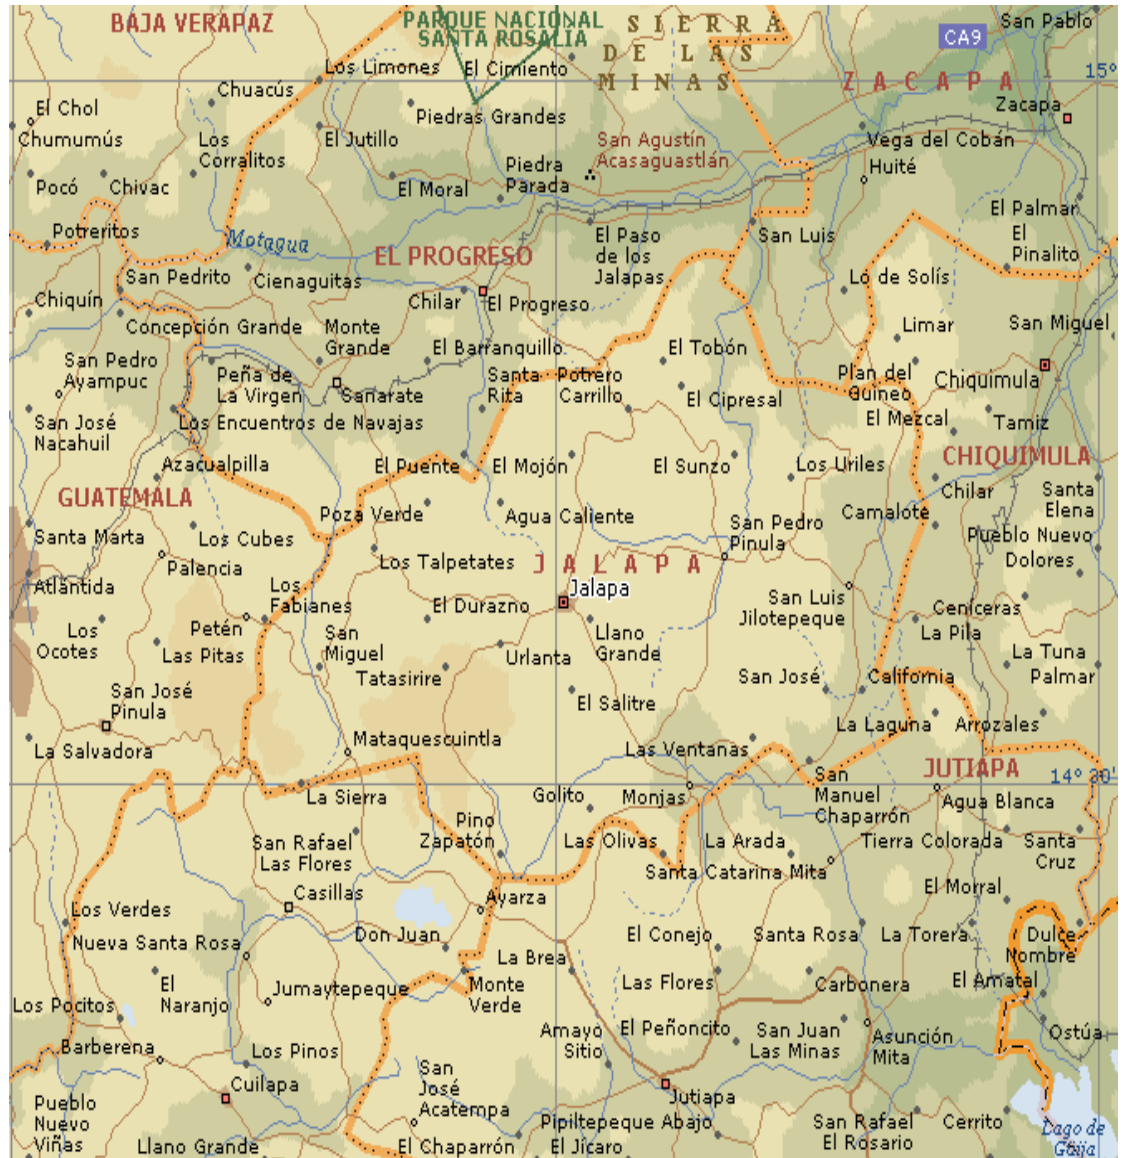 BAJA VERAPAZ
PARQUE NACIONAL
SANTA ROSALIA
SIERRA
DE LAS
MINAS
CA9
San Pablo
ZACAPA
15°
Los Limones
El Cimiento
Chuacús
El Chol
Chumumús
Los
Corralitos
El Jutillo
Piedras Grandes
San Agustín
Acasaguastlán
Zacapa
Vega del Cobán
Huité
Pocó
Chivac
El Moral
Piedra
Parada
Potreritos
Motagua
EL PROGRESO
El Paso
de los
Jalapas
San Luis
El Palmar
El
Pinalito
San Pedrito
Cienaguitas
Chiquín
Chilar
El Progreso
Lo de Solís
Concepción Grande
Monte
Grande
El Barranquillo
El Tobón
Limar
San Miguel
San Pedro
Ayampuc
Peña de
La Virgen
Sanarate
Santa
Rita
Potrero
Carrillo
El Cipresal
Plan del
Guineo
Chiquimula
San José
Nacahuil
Los Encuentros de Navajas
El Mezcal
Tamiz
Azacualpilla
El Puente
El Mojón
El Sunzo
Los Uriles
CHIQUIMULA
GUATEMALA
Poza Verde
Agua Caliente
San Pedro
Pinula
Camalote
Chilar
Santa
Elena
Santa Marta
Los Cubes
Palencia
Los Talpetates
JALAPA
Pueblo Nuevo
Dolores
Atlántida
Los
Fabianes
El Durazno
Jalapa
San Luis
Jilotepeque
Ceniceras
La Pila
Los
Ocotes
Petén
Las Pitas
San
Miguel
Tatasirire
Urlanta
Llano
Grande
La Tuna
Palmar
San José
Pinula
El Salitre
San José
California
La Salvadora
Mataquescuintla
Las Ventanas
La Laguna
Arrozales
JUTIAPA
14° 30'
La Sierra
Golito
Monjas
San
Manuel
Chaparrón
Agua Blanca
San Rafael
Las Flores
Pino
Zapatón
Las Olivas
La Arada
Tierra Colorada
Santa
Cruz
Casillas
Ayarza
Santa Catarina Mita
El Morral
Los Verdes
Nueva Santa Rosa
Don Juan
La Brea
El Conejo
Santa Rosa
La Torera
Dulce
Nombre
El
Naranjo
Jumaytepeque
Monte
Verde
Las Flores
Carbonera
El Amatal
Los Pocitos
Barberena
Los Pinos
Amayo
Sitio
El Peñoncito
San Juan
Las Minas
Asunción
Mita
Ostúa
Cuilapa
San
José
Acatempa
Jutiapa
Pueblo
Nuevo
Viñas
Llano Grande
El Chaparrón
Pipiltepeque Abajo
El Jícaro
San Rafael
El Rosario
Cerrito
Lago de
Güija